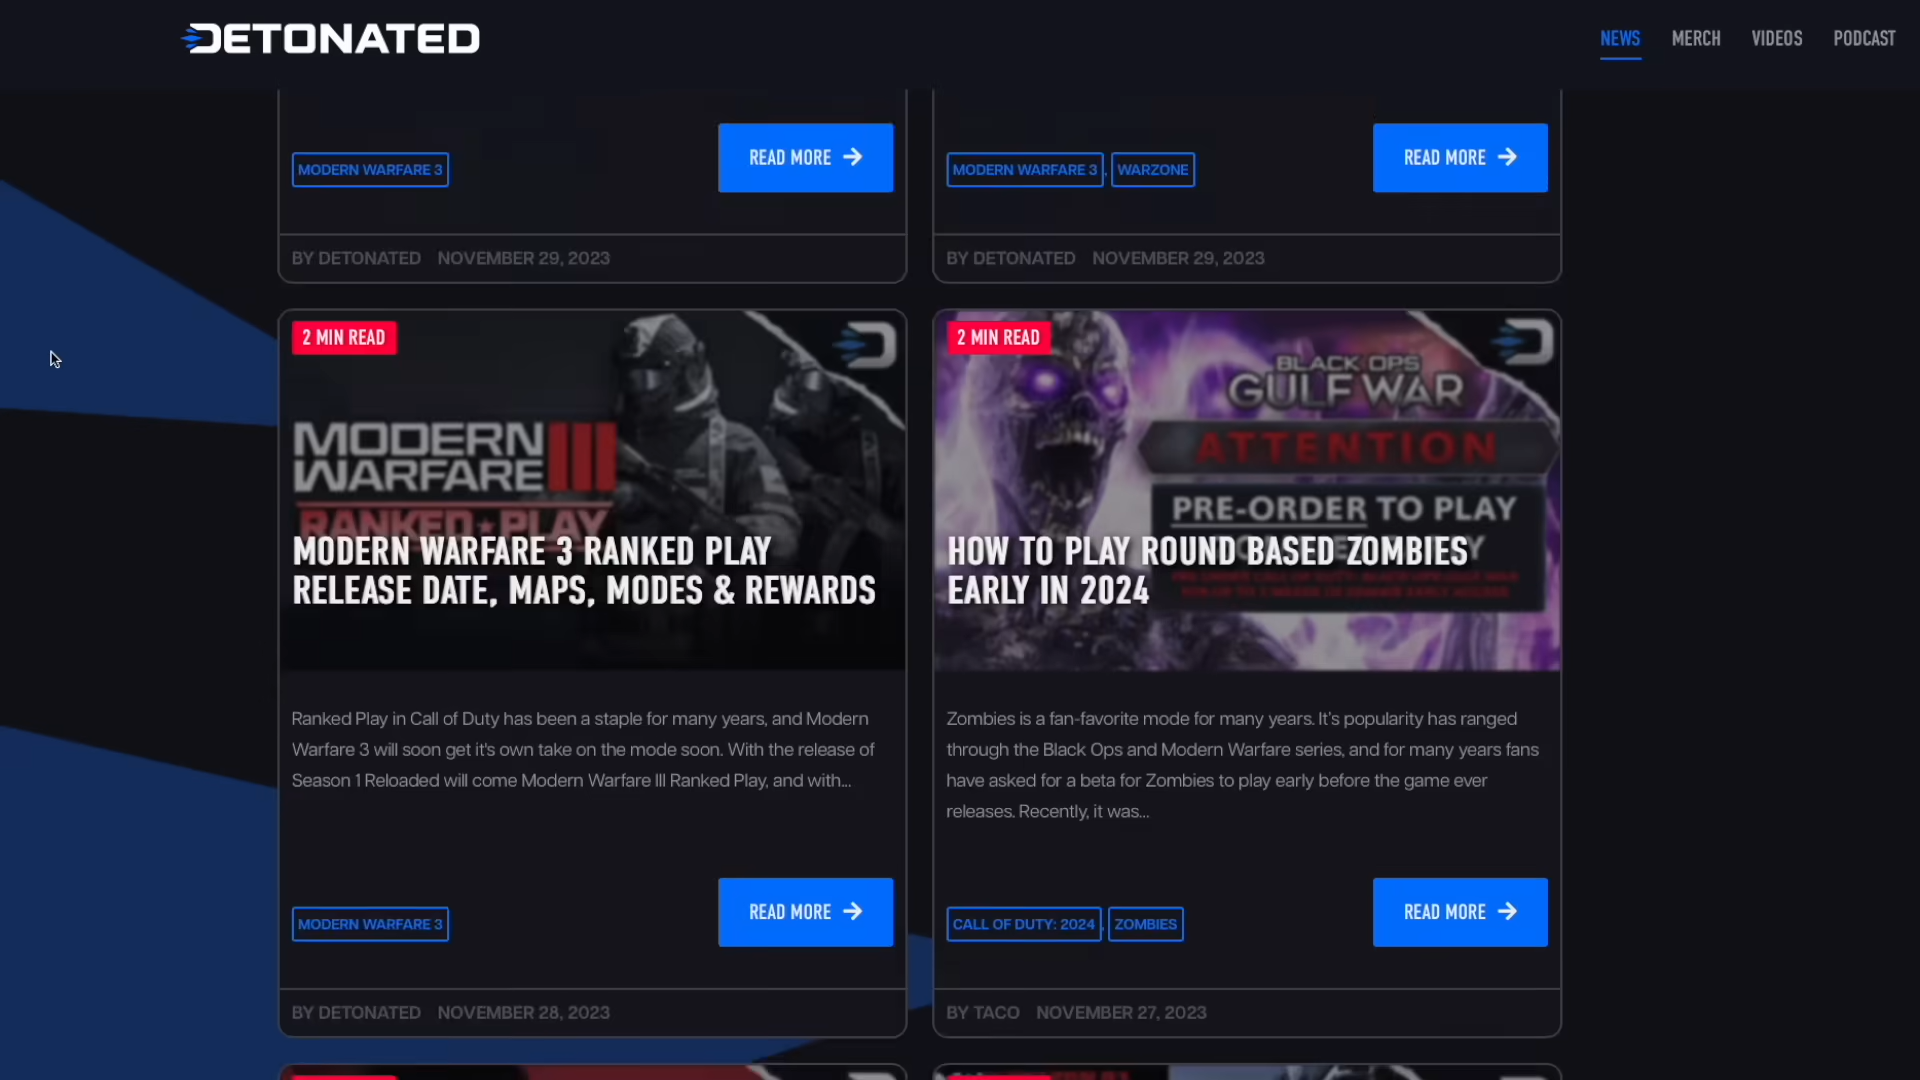 DETONATED
NEWS MERCH VIDEOS PODCAST
MODERN WARFARE 3
READ MORE
BY DETONATED NOVEMBER 29, 2023
MODERN WARFARE 3, WARZONE
READ MORE
BY DETONATED NOVEMBER 29, 2023
2 MIN READ
MODERN
WARFARE III
RANKED PLAY
MODERN WARFARE 3 RANKED PLAY
RELEASE DATE, MAPS, MODES & REWARDS
Ranked Play in Call of Duty has been a staple for many years, and Modern
Warfare 3 will soon get it's own take on the mode soon. With the release of
Season 1 Reloaded will come Modern Warfare III Ranked Play, and with...
MODERN WARFARE 3
READ MORE
BY DETONATED NOVEMBER 28, 2023
2 MIN READ
BLACK OPS
GULF WAR
ATTENTION
PRE-ORDER TO PLAY
HOW TO PLAY ROUND BASED ZOMBIES
EARLY IN 2024
Zombies is a fan-favorite mode for many years. It's popularity has ranged
through the Black Ops and Modern Warfare series, and for many years fans
have asked for a beta for Zombies to play early before the game ever
releases. Recently, it was...
CALL OF DUTY: 2024, ZOMBIES
READ MORE
BY TACO NOVEMBER 27, 2023